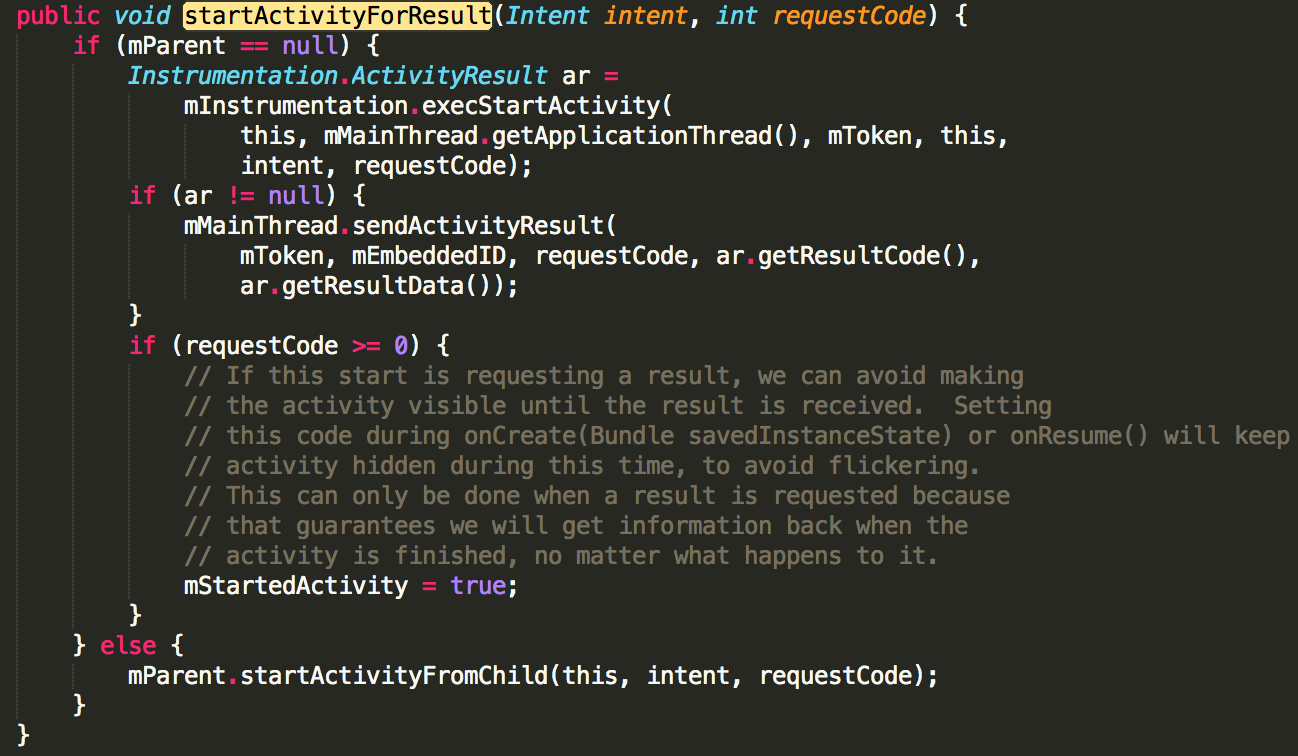 public void startActivityForResult(Intent intent, int requestCode) {
    if (mParent == null) {
        Instrumentation.ActivityResult ar =
            mInstrumentation.execStartActivity(
                this, mMainThread.getApplicationThread(), mToken, this,
                intent, requestCode);
        if (ar != null) {
            mMainThread.sendActivityResult(
                mToken, mEmbeddedID, requestCode, ar.getResultCode(),
                ar.getResultData());
        }
        if (requestCode >= 0) {
            // If this start is requesting a result, we can avoid making
            // the activity visible until the result is received.  Setting
            // this code during onCreate(Bundle savedInstanceState) or onResume() will keep
            // activity hidden during this time, to avoid flickering.
            // This can only be done when a result is requested because
            // that guarantees we will get information back when the
            // activity is finished, no matter what happens to it.
            mStartedActivity = true;
        }
    } else {
        mParent.startActivityFromChild(this, intent, requestCode);
    }
}